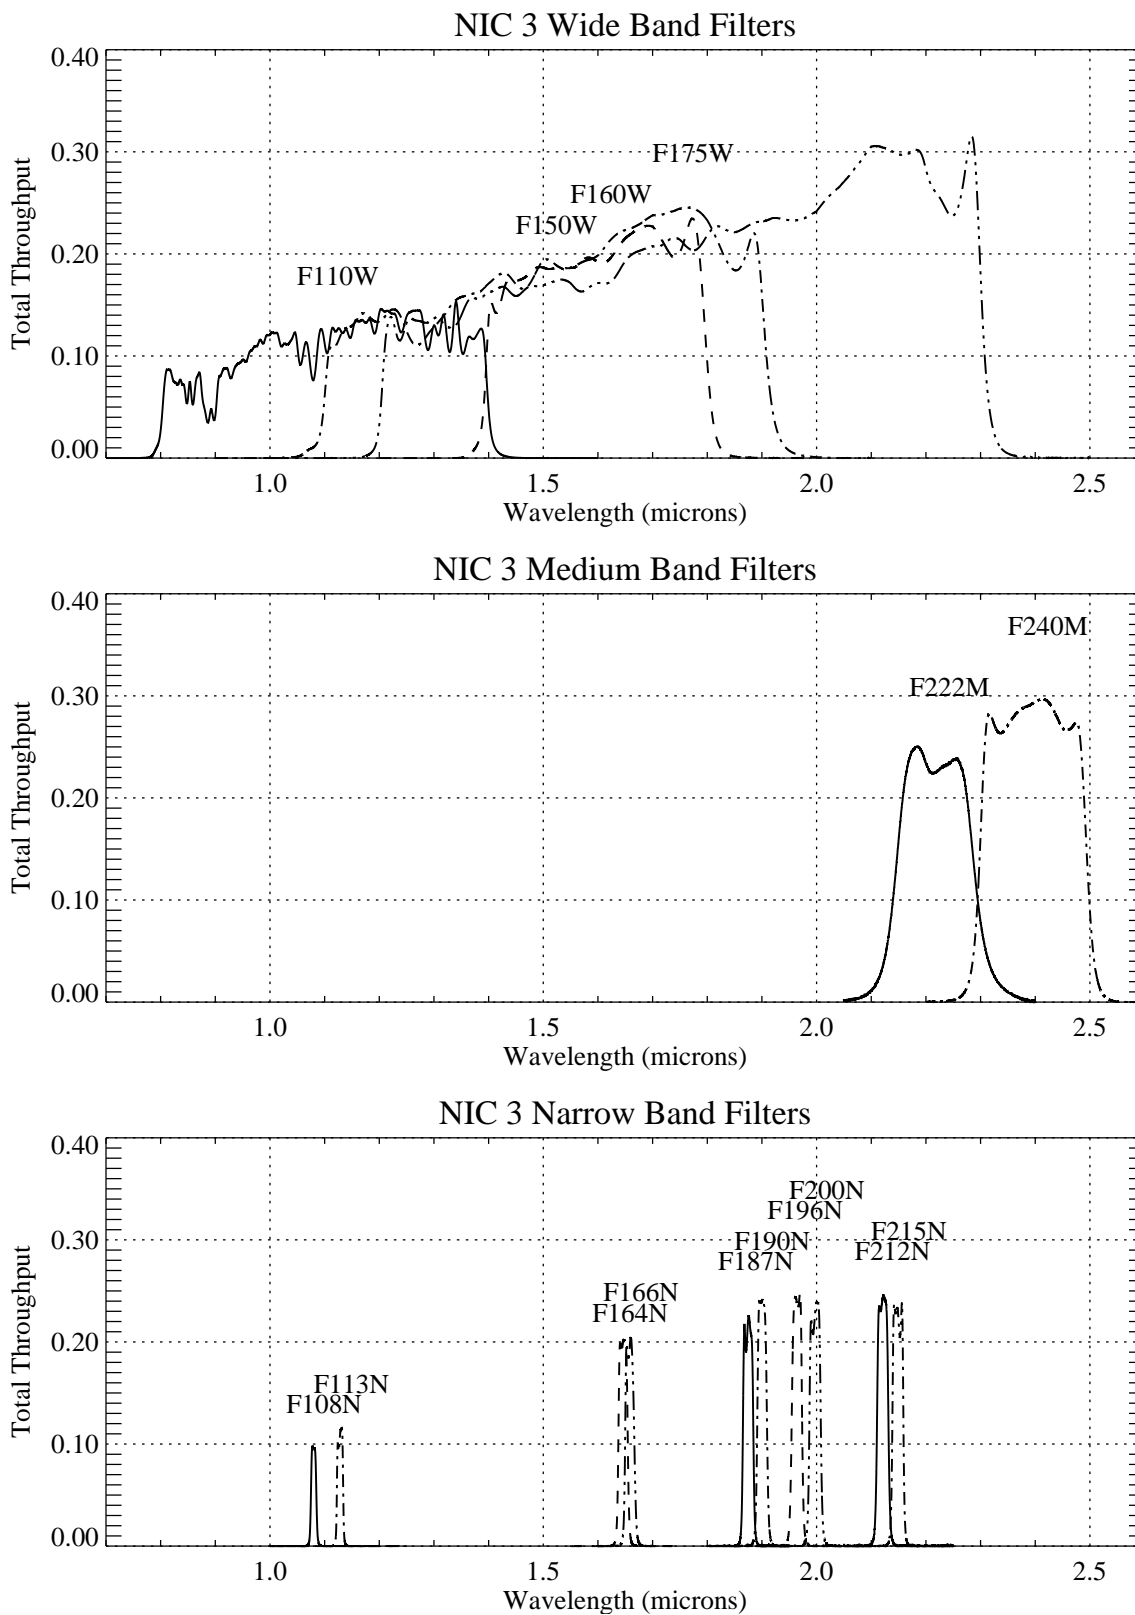 NIC 3 Wide Band Filters
0.40
0.30
0.20
0.10
0.00
Total Throughput
F175W
F160W
F150W
F110W
1.0 1.5 2.0 2.5
Wavelength (microns)
NIC 3 Medium Band Filters
0.40
0.30
0.20
0.10
0.00
Total Throughput
F240M
F222M
1.0 1.5 2.0 2.5
Wavelength (microns)
NIC 3 Narrow Band Filters
0.40
0.30
0.20
0.10
0.00
Total Throughput
F200N
F196N
F215N
F190N
F212N
F187N
F166N
F164N
F113N
F108N
1.0 1.5 2.0 2.5
Wavelength (microns)